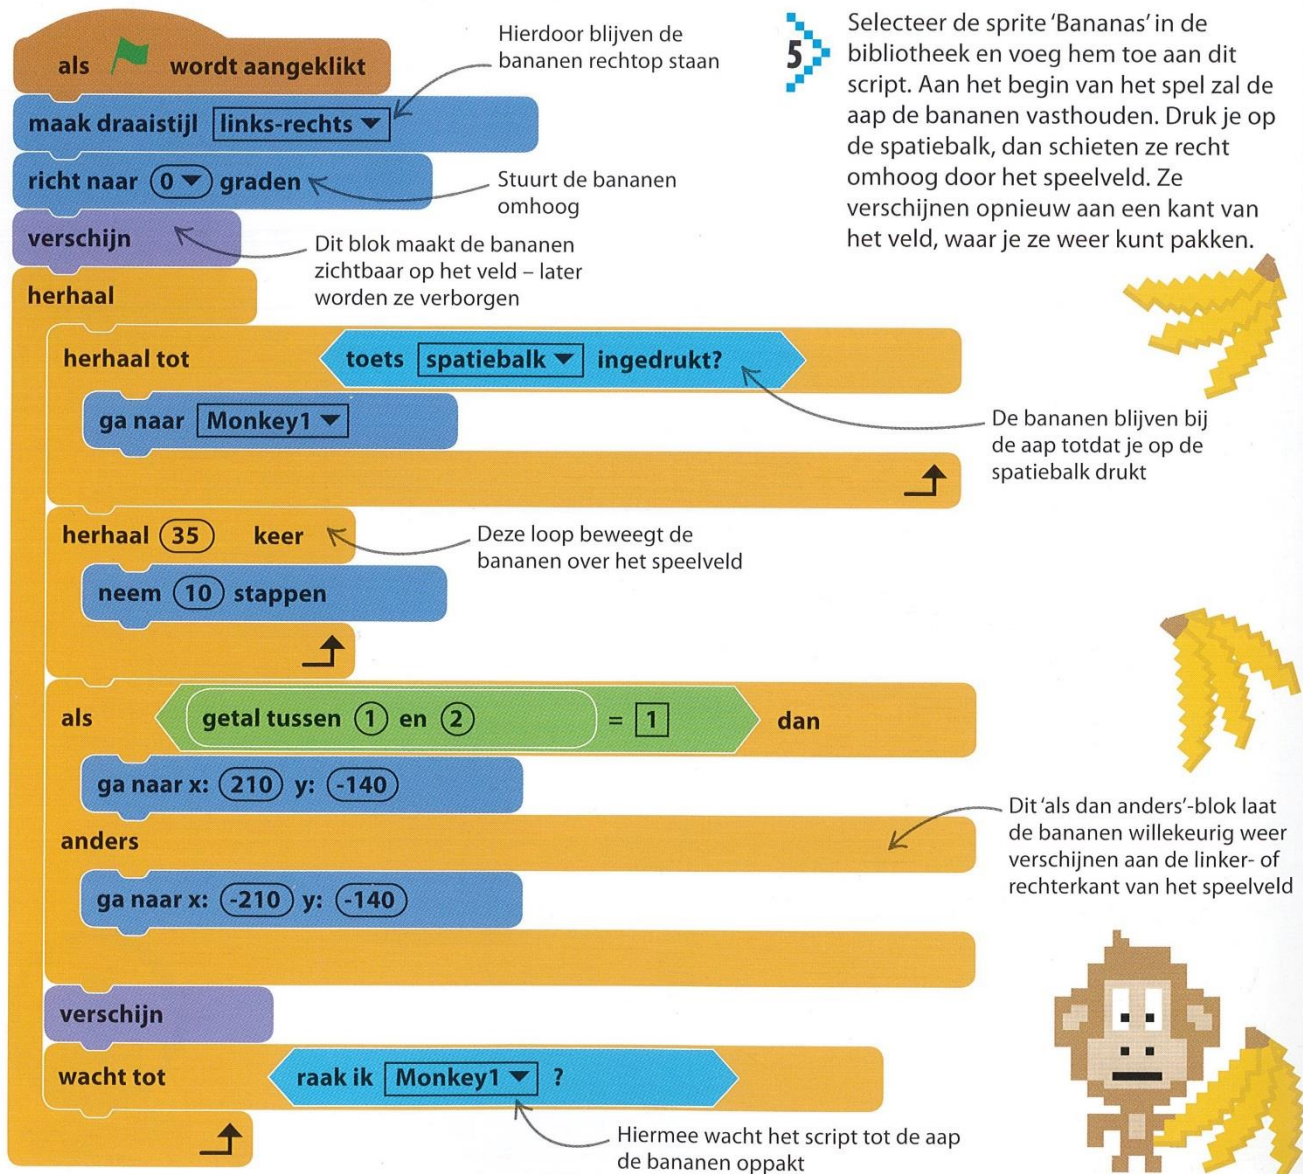 als wordt aangeklikt
Hierdoor blijven de
bananen rechtop staan
maak draaistijl links-rechts
richt naar 0 graden
Stuurt de bananen
omhoog
verschijn
Dit blok maakt de bananen
zichtbaar op het veld – later
worden ze verborgen
5
Selecteer de sprite ‘Bananas’ in de
bibliotheek en voeg hem toe aan dit
script. Aan het begin van het spel zal de
aap de bananen vasthouden. Druk je op
de spatiebalk, dan schieten ze recht
omhoog door het speelveld. Ze
verschijnen opnieuw aan een kant van
het veld, waar je ze weer kunt pakken.
herhaal
herhaal tot toets spatiebalk ingedrukt?
ga naar Monkey1
De bananen blijven bij
de aap totdat je op de
spatiebalk drukt
herhaal 35 keer
Deze loop beweegt de
bananen over het speelveld
neem 10 stappen
als getal tussen 1 en 2 = 1 dan
ga naar x: 210 y: -140
anders
ga naar x: -210 y: -140
Dit ‘als dan anders’-blok laat
de bananen willekeurig weer
verschijnen aan de linker- of
rechterkant van het speelveld
verschijn
wacht tot raak ik Monkey1 ?
Hiermee wacht het script tot de aap
de bananen oppakt